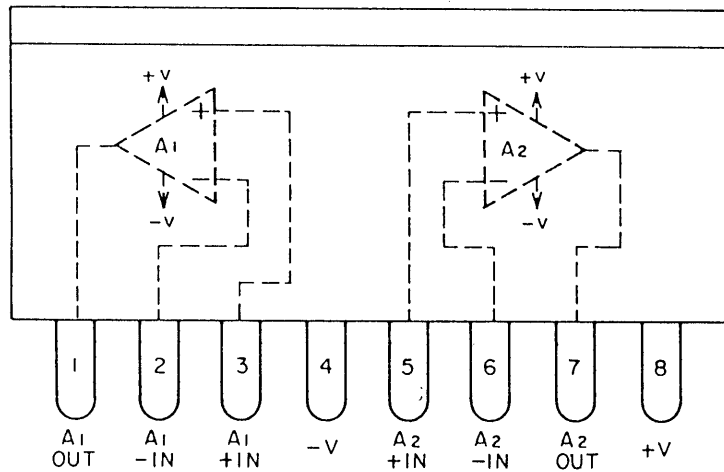 +V +V
A1 A2
-V -V
1 2 3 4 5 6 7 8
A1 OUT
A1 -IN
A1 +IN
-V
A2 +IN
A2 -IN
A2 OUT
+V